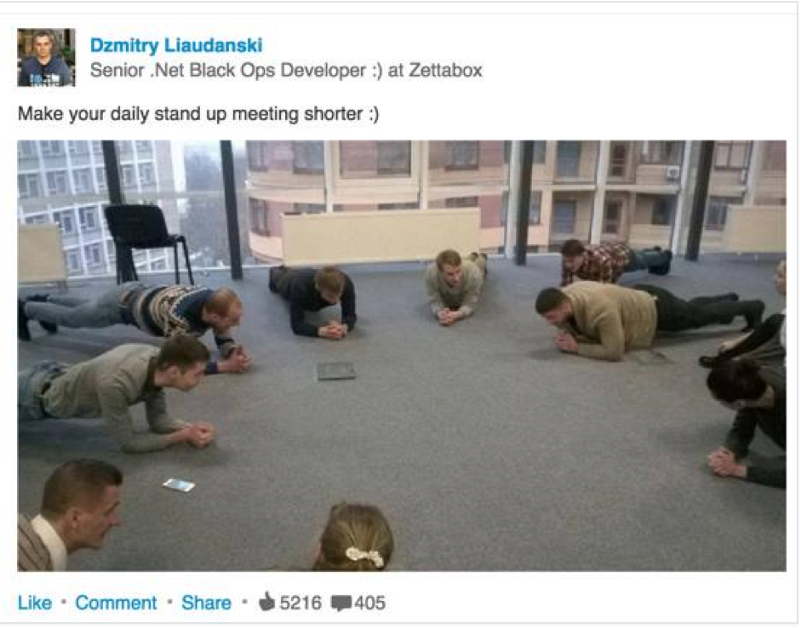 Dzmitry Liaudanski
Senior .Net Black Ops Developer :) at Zettabox
Make your daily stand up meeting shorter :)
Like • Comment • Share • 5216 405